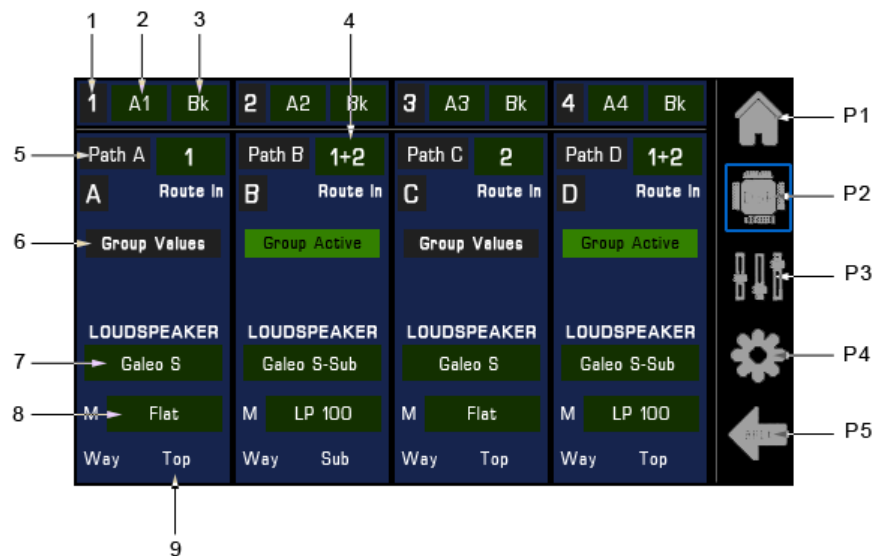 1 2 3 4
1 A1 Bk 2 A2 Bk 3 A3 Bk 4 A4 Bk P1
5 Path A 1 Path B 1+2 Path C 2 Path D 1+2
A Route In B Route In C Route In D Route In P2
6 Group Values Group Active Group Values Group Active
P3
LOUDSPEAKER LOUDSPEAKER LOUDSPEAKER LOUDSPEAKER
7 Galeo S Galeo S-Sub Galeo S Galeo S-Sub P4
8 M Flat M LP 100 M Flat M LP 100 P5
Way Top Way Sub Way Top Way Top
9